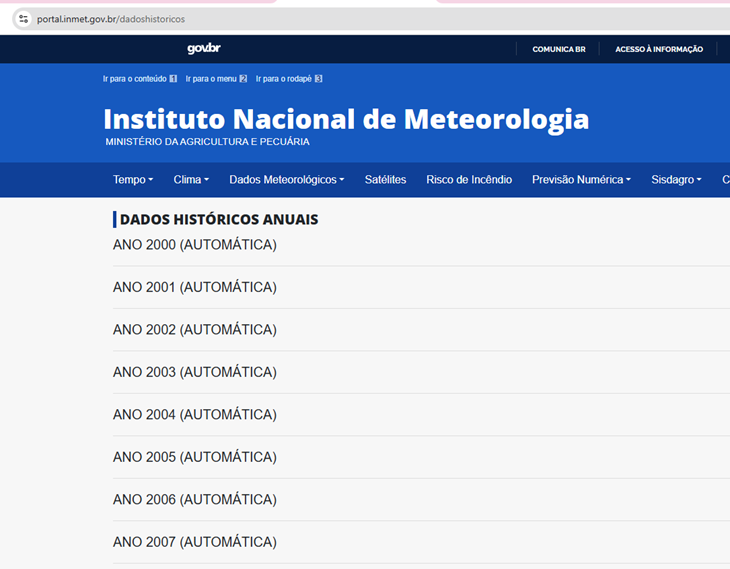 portal.inmet.gov.br/dadoshistoricos
gov.br
COMUNICA BR
ACESSO À INFORMAÇÃO
Ir para o conteúdo 1 Ir para o menu 2 Ir para o rodapé 3
Instituto Nacional de Meteorologia
MINISTÉRIO DA AGRICULTURA E PECUÁRIA
Tempo Clima Dados Meteorológicos Satélites Risco de Incêndio Previsão Numérica Sisdagro C
DADOS HISTÓRICOS ANUAIS
ANO 2000 (AUTOMÁTICA)
ANO 2001 (AUTOMÁTICA)
ANO 2002 (AUTOMÁTICA)
ANO 2003 (AUTOMÁTICA)
ANO 2004 (AUTOMÁTICA)
ANO 2005 (AUTOMÁTICA)
ANO 2006 (AUTOMÁTICA)
ANO 2007 (AUTOMÁTICA)